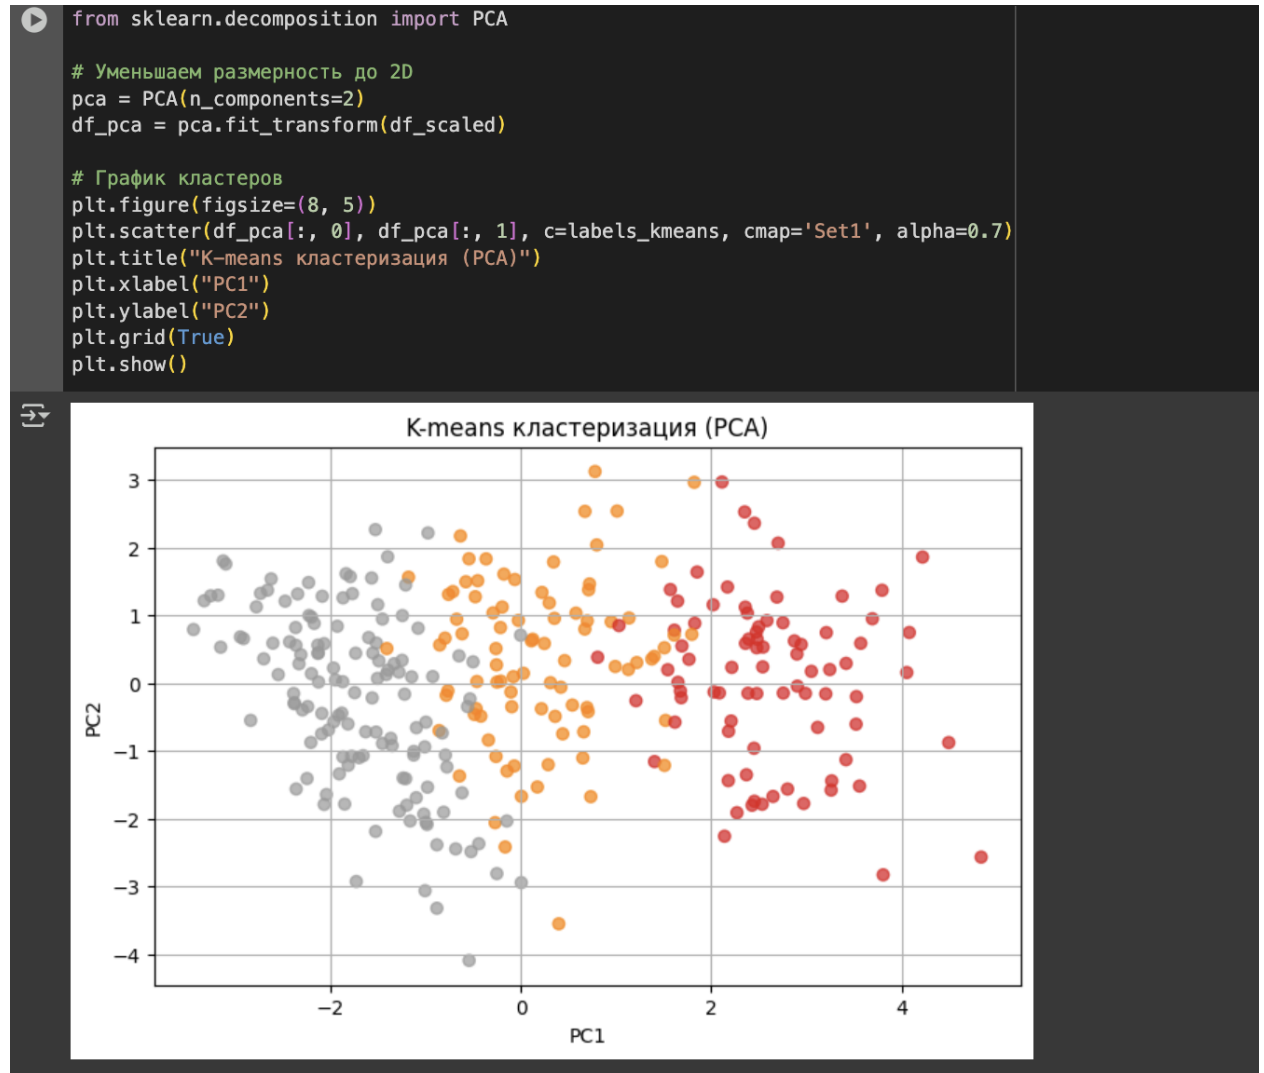 from sklearn.decomposition import PCA
# Уменьшаем размерность до 2D
pca = PCA(n_components=2)
df_pca = pca.fit_transform(df_scaled)
# График кластеров
plt.figure(figsize=(8, 5))
plt.scatter(df_pca[:, 0], df_pca[:, 1], c=labels_kmeans, cmap='Set1', alpha=0.7)
plt.title("K-means кластеризация (PCA)")
plt.xlabel("PC1")
plt.ylabel("PC2")
plt.grid(True)
plt.show()
K-means кластеризация (PCA)
3
2
1
0
−1
−2
−3
−4
PC2
−2
0
2
4
PC1